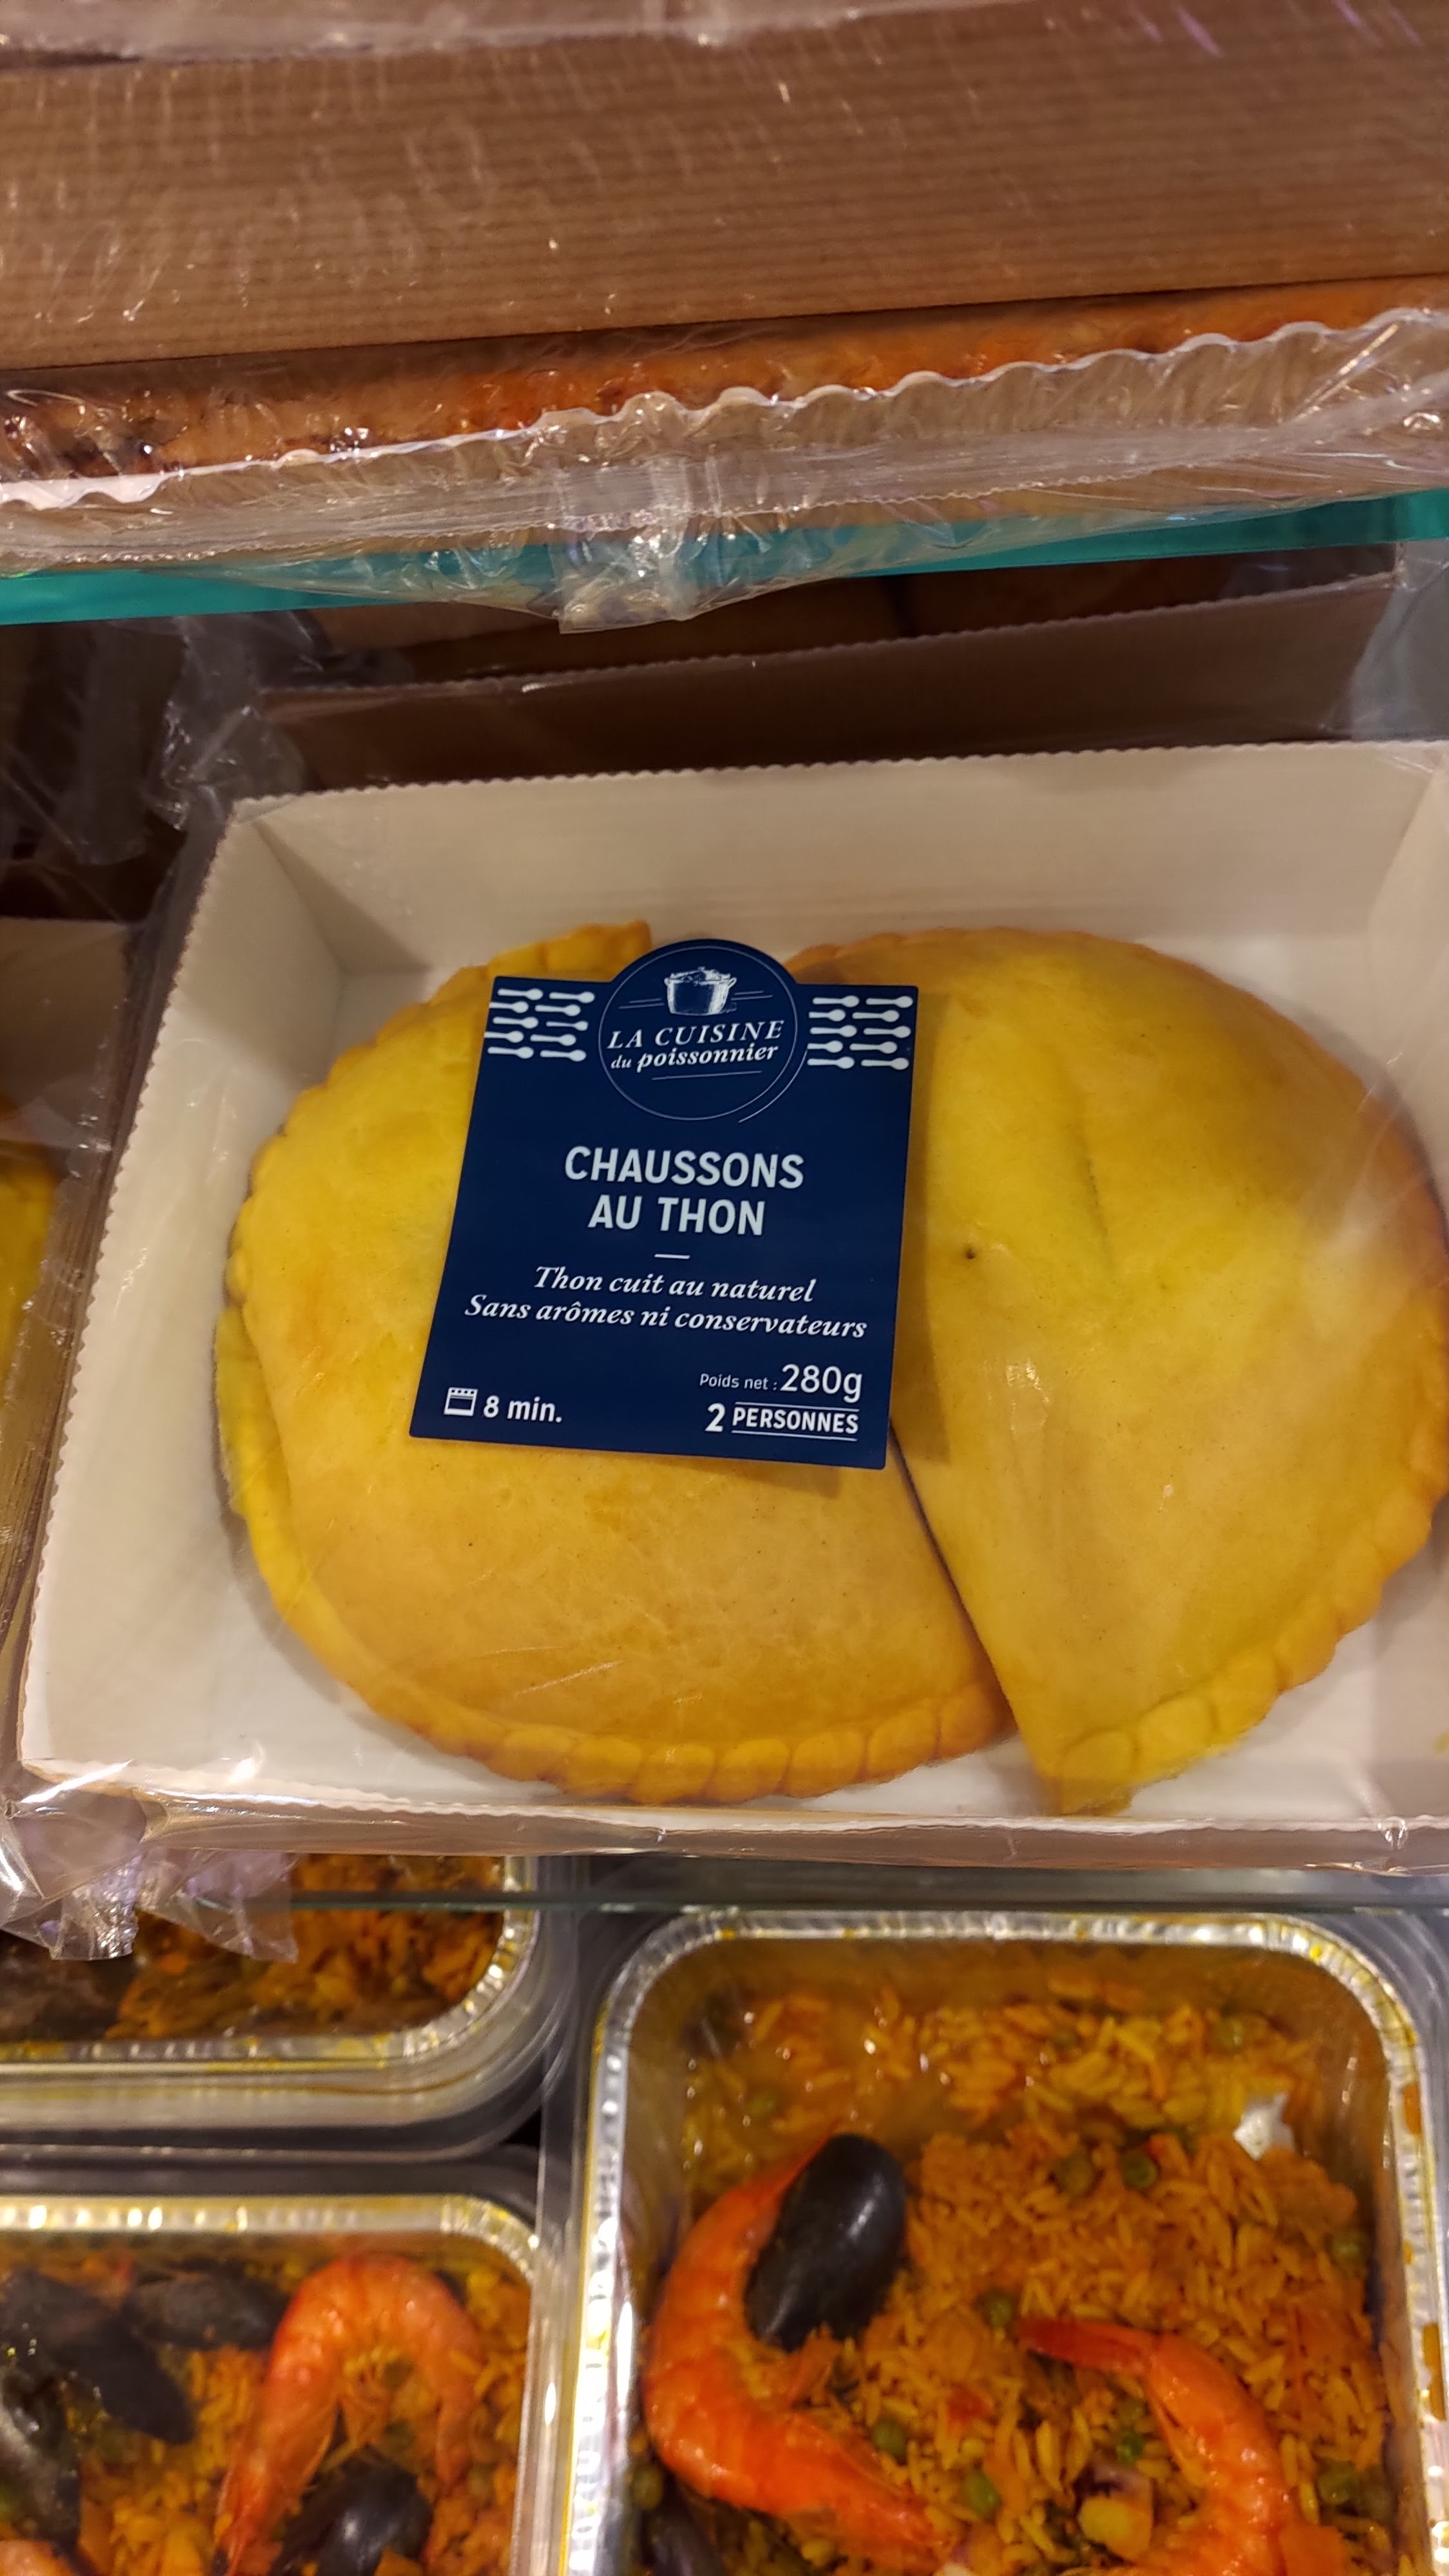 LA CUISINE
du poissonnier
CHAUSSONS
AU THON
Thon cuit au naturel
Sans arômes ni conservateurs
Poids net : 280g
8 min.
2 PERSONNES